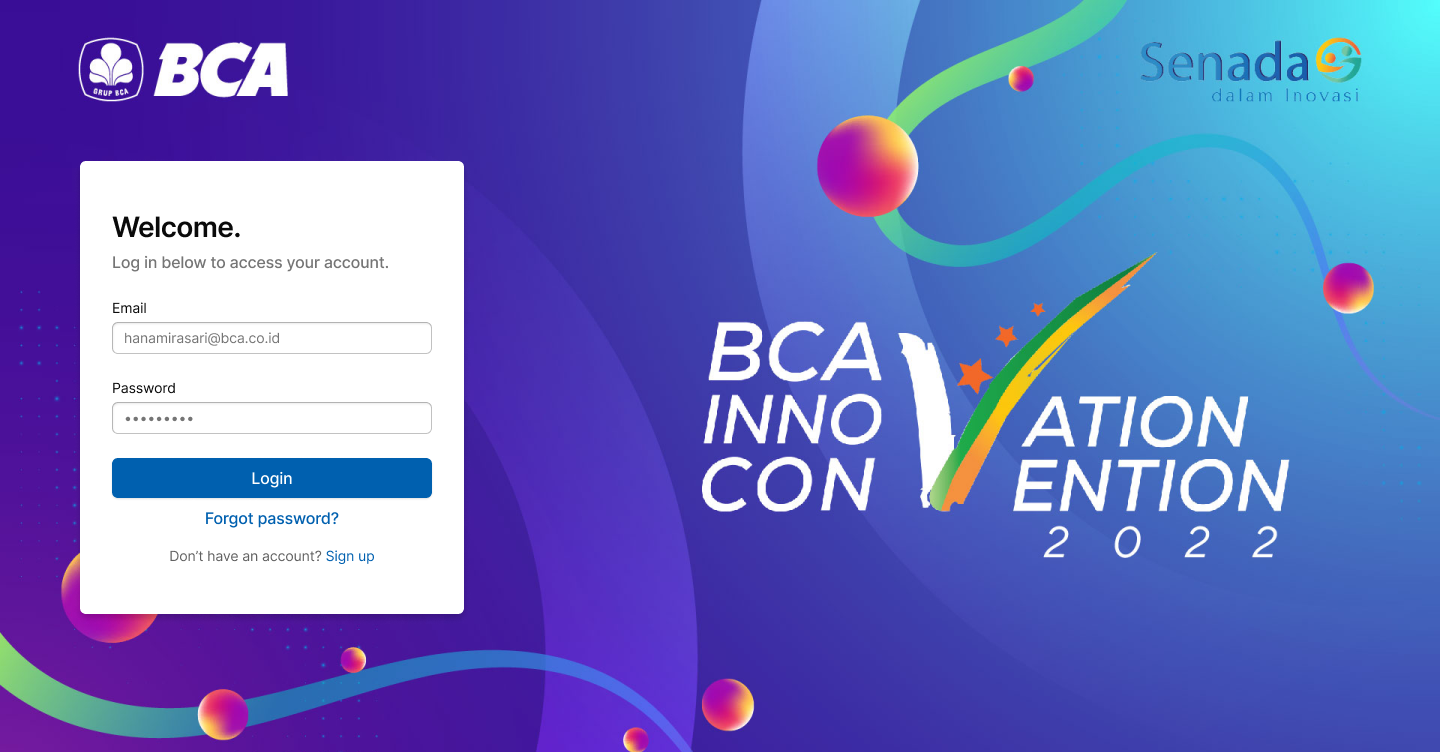 GRUP BCA
BCA
Senada
dalam Inovasi
Welcome.
Log in below to access your account.
Email
hanamirasari@bca.co.id
Password
•••••••••
Login
Forgot password?
Don’t have an account? Sign up
BCA
INNOVATION
CONVENTION
2022